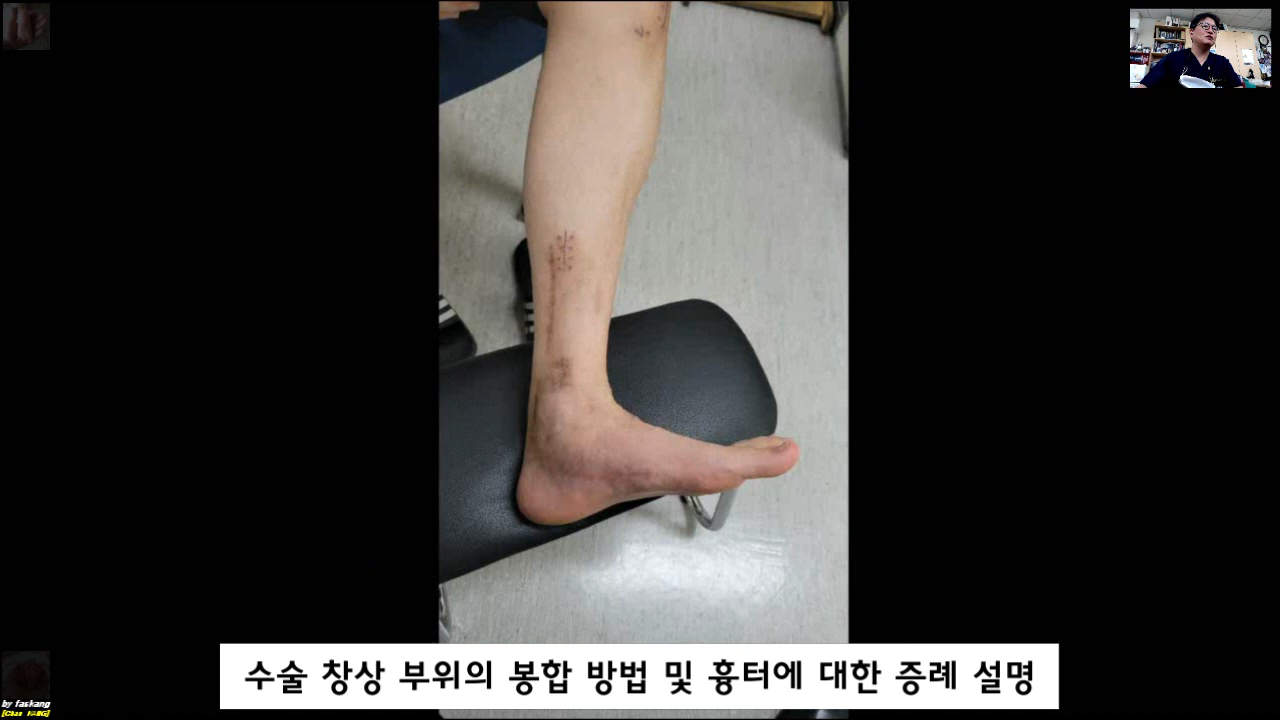 수술 창상 부위의 봉합 방법 및 흉터에 대한 증례 설명
by faskang